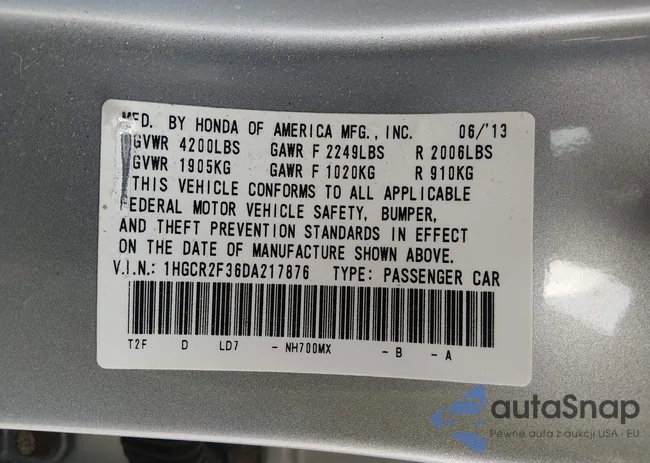 MFD. BY HONDA OF AMERICA MFG., INC. 06/'13
GVWR 4200LBS GAWR F 2249LBS R 2006LBS
GVWR 1905KG GAWR F 1020KG R 910KG
THIS VEHICLE CONFORMS TO ALL APPLICABLE
FEDERAL MOTOR VEHICLE SAFETY, BUMPER,
AND THEFT PREVENTION STANDARDS IN EFFECT
ON THE DATE OF MANUFACTURE SHOWN ABOVE.
V.I.N.: 1HGCR2F36DA217876 TYPE: PASSENGER CAR
T2F D LD7 - NH700MX - B - A
autaSnap
Pewne auta z aukcji USA · EU